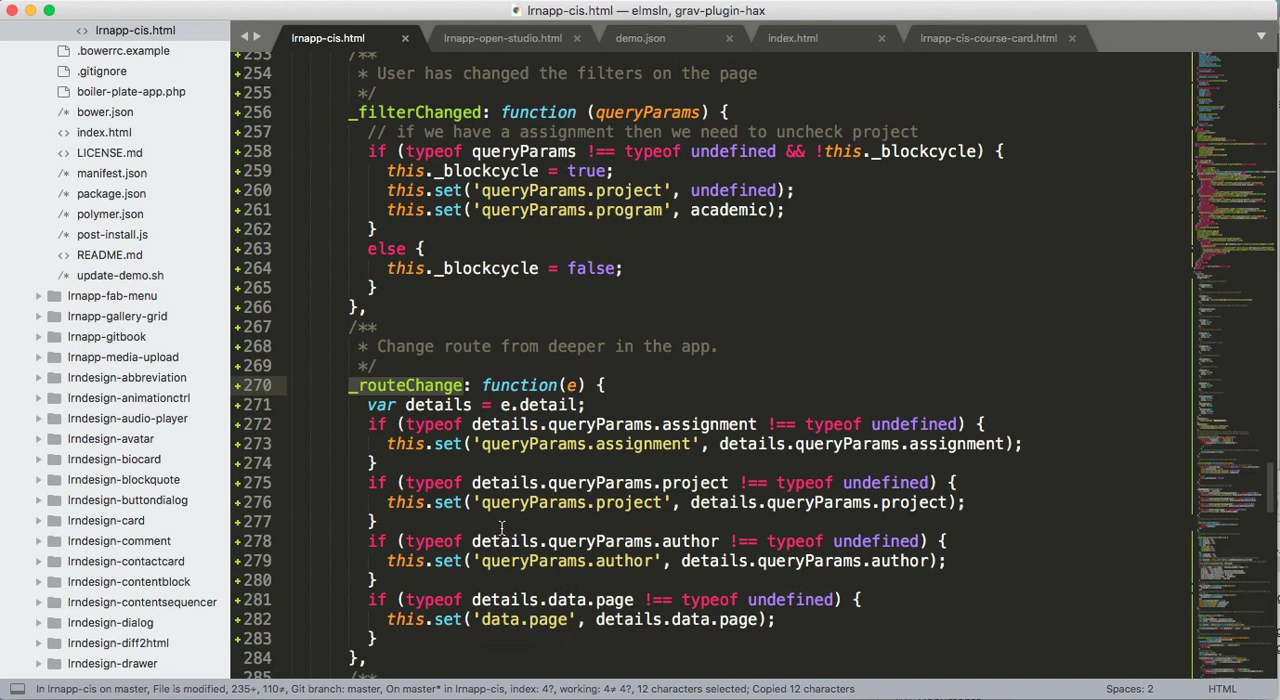 lrnapp-cis.html — elmsln, grav-plugin-hax
lrnapp-cis.html
.bowerrc.example
.gitignore
boiler-plate-app.php
bower.json
index.html
LICENSE.md
manifest.json
package.json
polymer.json
post-install.js
README.md
update-demo.sh
lrnapp-fab-menu
lrnapp-gallery-grid
lrnapp-gitbook
lrnapp-media-upload
lrndesign-abbreviation
lrndesign-animationctrl
lrndesign-audio-player
lrndesign-avatar
lrndesign-biocard
lrndesign-blockquote
lrndesign-buttondialog
lrndesign-card
lrndesign-comment
lrndesign-contactcard
lrndesign-contentblock
lrndesign-contentsequencer
lrndesign-dialog
lrndesign-diff2html
lrndesign-drawer
lrnapp-cis.html × lrnapp-open-studio.html × demo.json × index.html × lrnapp-cis-course-card.html ×
253 /**
254 * User has changed the filters on the page
255 */
256 _filterChanged: function (queryParams) {
257 // if we have a assignment then we need to uncheck project
258 if (typeof queryParams !== typeof undefined && !this._blockcycle) {
259 this._blockcycle = true;
260 this.set('queryParams.project', undefined);
261 this.set('queryParams.program', academic);
262 }
263 else {
264 this._blockcycle = false;
265 }
266 },
267 /**
268 * Change route from deeper in the app.
269 */
270 _routeChange: function(e) {
271 var details = e.detail;
272 if (typeof details.queryParams.assignment !== typeof undefined) {
273 this.set('queryParams.assignment', details.queryParams.assignment);
274 }
275 if (typeof details.queryParams.project !== typeof undefined) {
276 this.set('queryParams.project', details.queryParams.project);
277 }
278 if (typeof details.queryParams.author !== typeof undefined) {
279 this.set('queryParams.author', details.queryParams.author);
280 }
281 if (typeof details.data.page !== typeof undefined) {
282 this.set('data.page', details.data.page);
283 }
284 },
285 /**
In lrnapp-cis on master, File is modified, 235+, 110≠, Git branch: master, On master* in lrnapp-cis, index: 4?, working: 4≠ 4?, 12 characters selected; Copied 12 characters
Spaces: 2
HTML